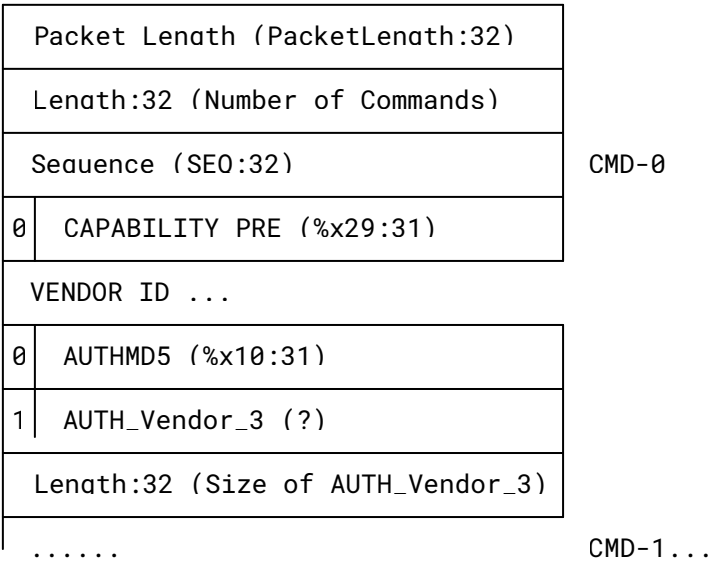 Packet Length (PacketLength:32)
Length:32 (Number of Commands)
Sequence (SEQ:32) CMD-0
0 CAPABILITY PRE (%x29:31)
VENDOR ID ...
0 AUTHMD5 (%x10:31)
1 AUTH_Vendor_3 (?)
Length:32 (Size of AUTH_Vendor_3)
...... CMD-1...